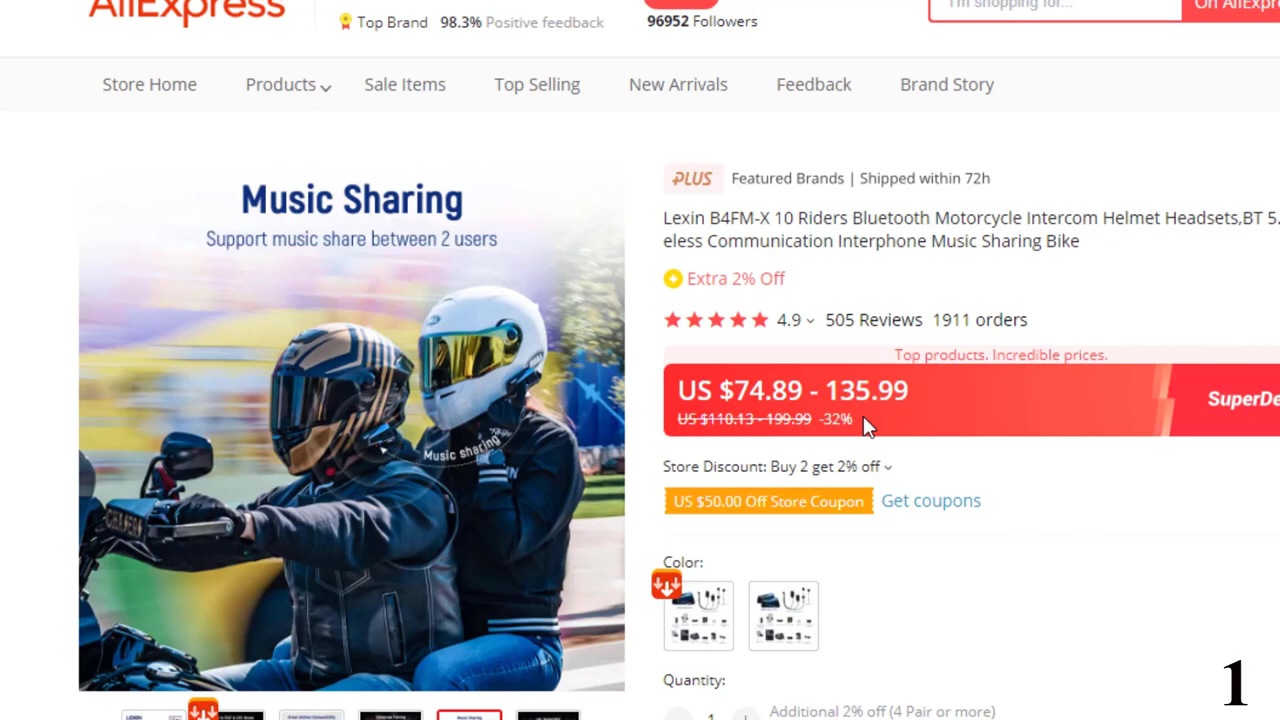 AliExpress
Top Brand 98.3% Positive feedback
96952 Followers
I'm shopping for...
On AliExpre
Store Home Products Sale Items Top Selling New Arrivals Feedback Brand Story
Music Sharing
Support music share between 2 users
Music sharing
PLUS Featured Brands | Shipped within 72h
Lexin B4FM-X 10 Riders Bluetooth Motorcycle Intercom Helmet Headsets,BT 5.
eless Communication Interphone Music Sharing Bike
Extra 2% Off
4.9 505 Reviews 1911 orders
Top products. Incredible prices.
US $74.89 - 135.99
US $110.13 - 199.99 -32%
SuperDe
Store Discount: Buy 2 get 2% off
US $50.00 Off Store Coupon Get coupons
Color:
Quantity:
1
Additional 2% off (4 Pair or more)
1